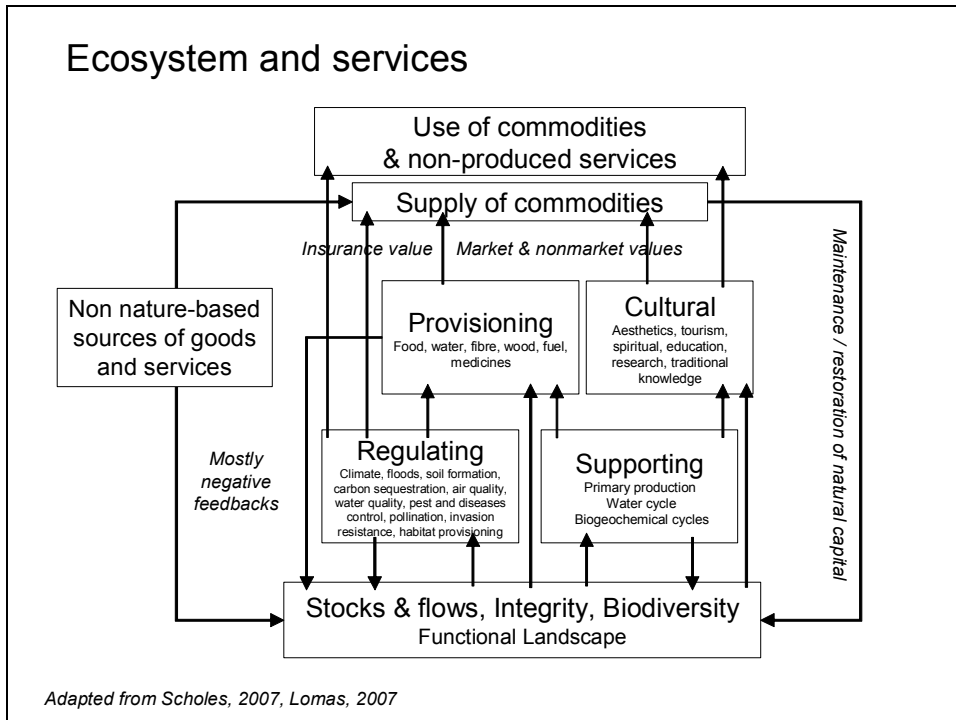 Ecosystem and services
Use of commodities
& non-produced services
Supply of commodities
Insurance value
Market & nonmarket values
Non nature-based
sources of goods
and services
Provisioning
Food, water, fibre, wood, fuel,
medicines
Cultural
Aesthetics, tourism,
spiritual, education,
research, traditional
knowledge
Maintenance / restoration of natural capital
Mostly
negative
feedbacks
Regulating
Climate, floods, soil formation,
carbon sequestration, air quality,
water quality, pest and diseases
control, pollination, invasion
resistance, habitat provisioning
Supporting
Primary production
Water cycle
Biogeochemical cycles
Stocks & flows, Integrity, Biodiversity
Functional Landscape
Adapted from Scholes, 2007, Lomas, 2007